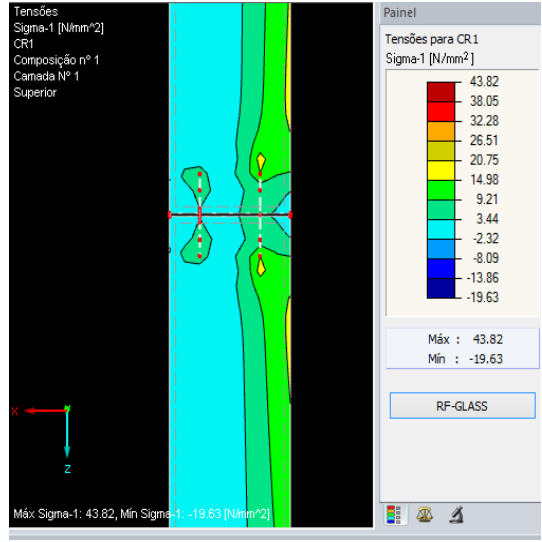 Tensões
Sigma-1 [N/mm^2]
CR1
Composição nº 1
Camada Nº 1
Superior
X
Z
Máx Sigma-1: 43.82, Mín Sigma-1: -19.63 [N/mm^2]
Painel
Tensões para CR1
Sigma-1 [N/mm²]
43.82
38.05
32.28
26.51
20.75
14.98
9.21
3.44
-2.32
-8.09
-13.86
-19.63
Máx : 43.82
Mín : -19.63
RF-GLASS